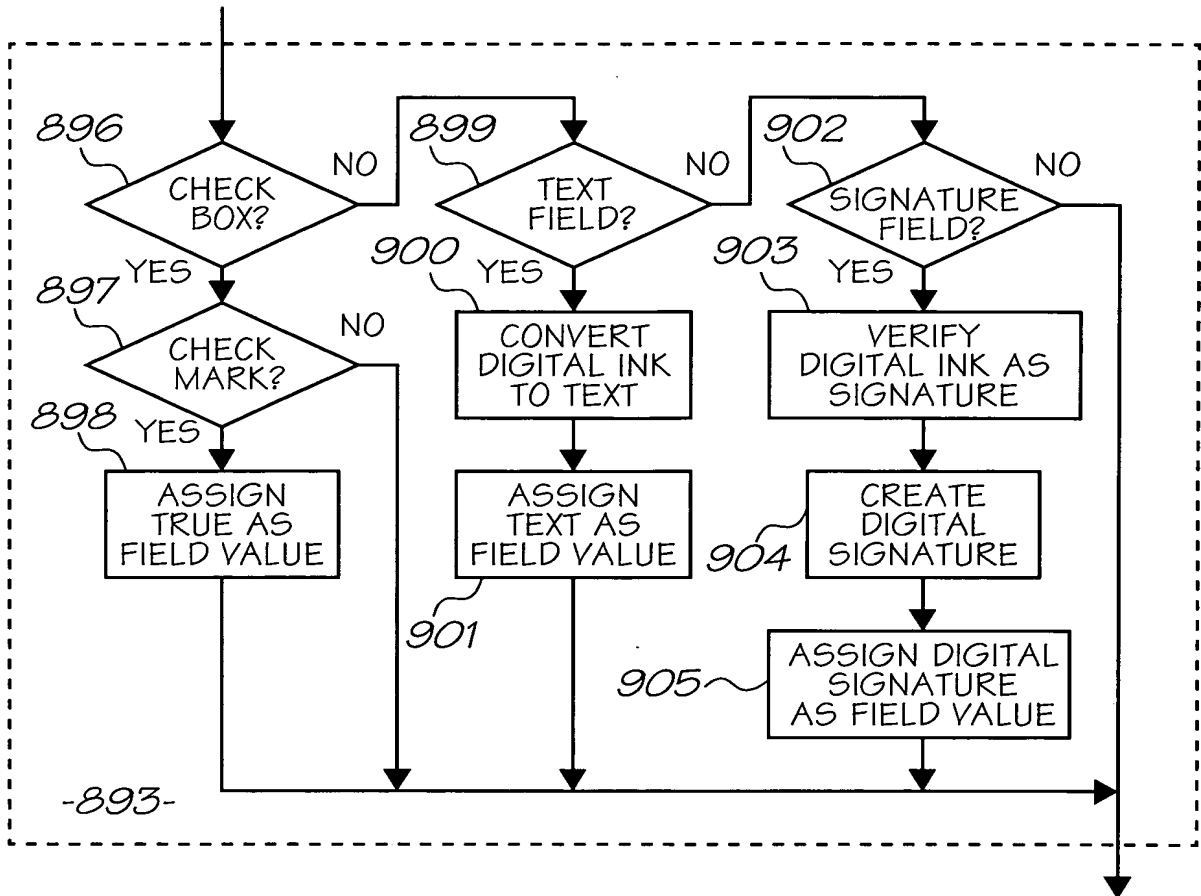 896
CHECK
BOX?
NO
YES
897
CHECK
MARK?
NO
YES
898
ASSIGN
TRUE AS
FIELD VALUE
899
TEXT
FIELD?
NO
YES
900
CONVERT
DIGITAL INK
TO TEXT
ASSIGN
TEXT AS
FIELD VALUE
901
902
SIGNATURE
FIELD?
NO
YES
903
VERIFY
DIGITAL INK AS
SIGNATURE
CREATE
DIGITAL
SIGNATURE
904
905
ASSIGN DIGITAL
SIGNATURE
AS FIELD VALUE
-893-